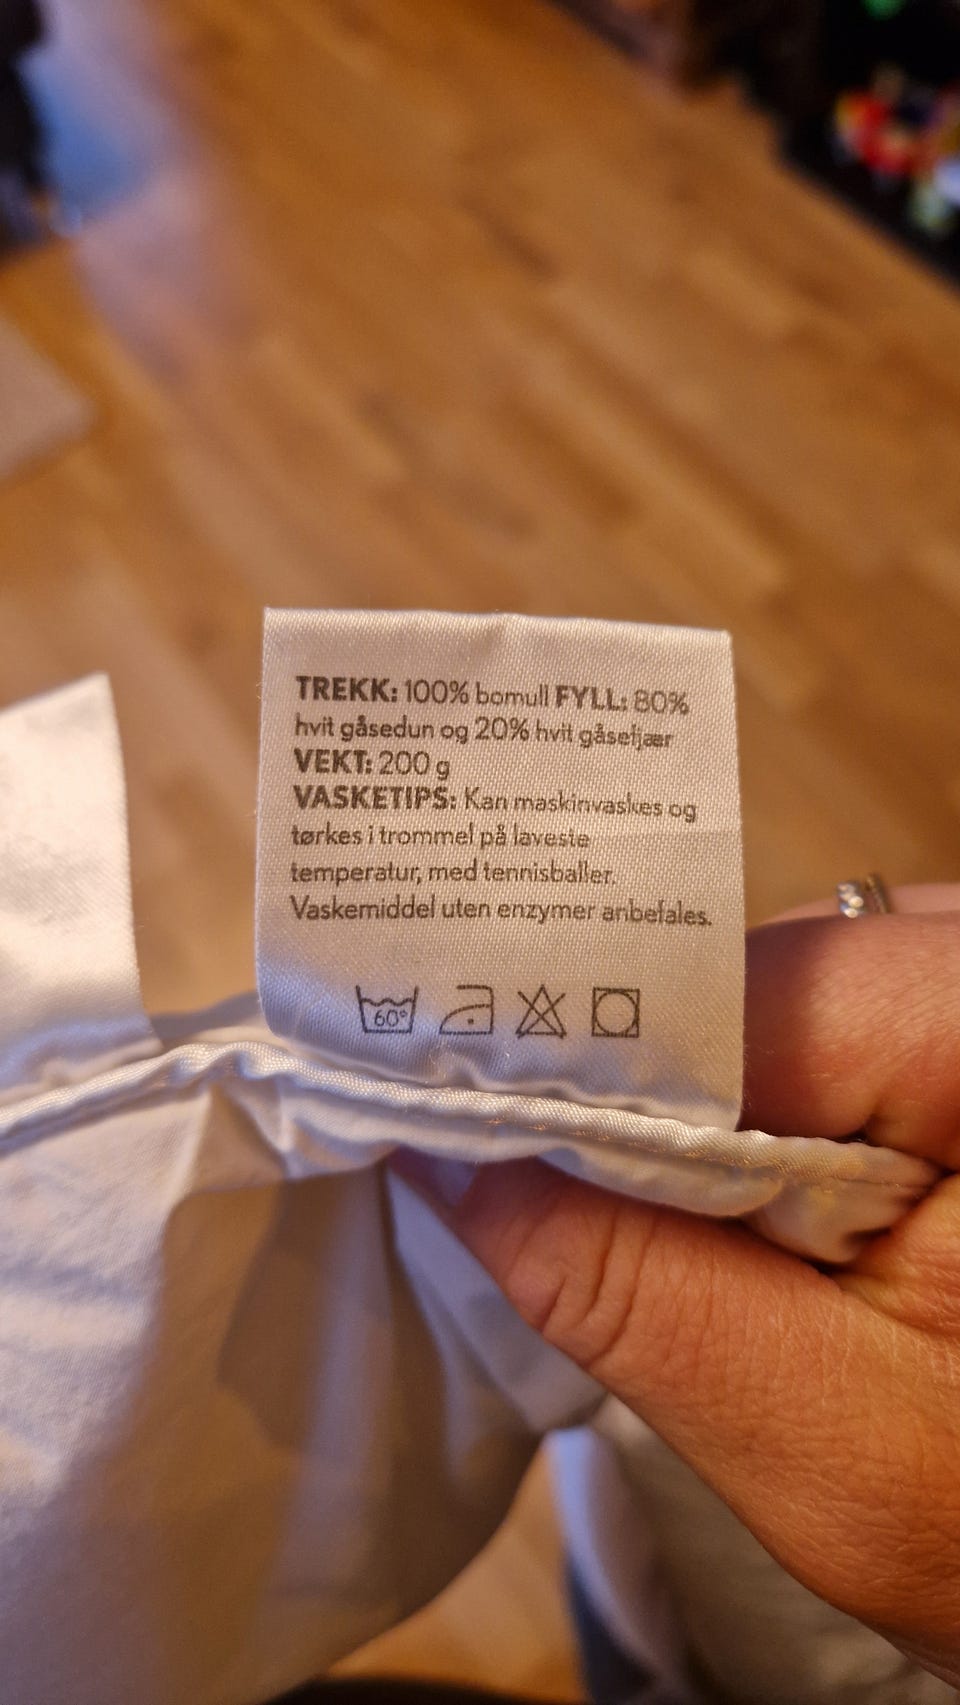 TREKK: 100% bomull FYLL: 80%
hvit gåsedun og 20% hvit gåsefjær
VEKT: 200 g
VASKETIPS: Kan maskinvaskes og
tørkes i trommel på laveste
temperatur, med tennisballer.
Vaskemiddel uten enzymer anbefales.
60°